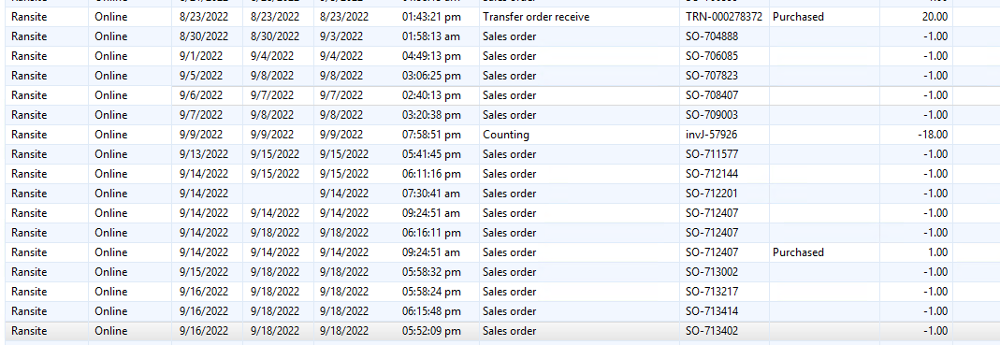 Ransite Online 8/23/2022 8/23/2022 8/23/2022 01:43:21 pm Transfer order receive TRN-000278372 Purchased 20.00
Ransite Online 8/30/2022 8/30/2022 9/3/2022 01:58:13 am Sales order SO-704888 -1.00
Ransite Online 9/1/2022 9/4/2022 9/4/2022 04:49:13 pm Sales order SO-706085 -1.00
Ransite Online 9/5/2022 9/8/2022 9/8/2022 03:06:25 pm Sales order SO-707823 -1.00
Ransite Online 9/6/2022 9/7/2022 9/7/2022 02:40:13 pm Sales order SO-708407 -1.00
Ransite Online 9/7/2022 9/8/2022 9/8/2022 03:20:38 pm Sales order SO-709003 -1.00
Ransite Online 9/9/2022 9/9/2022 9/9/2022 07:58:51 pm Counting invJ-57926 -18.00
Ransite Online 9/13/2022 9/15/2022 9/15/2022 05:41:45 pm Sales order SO-711577 -1.00
Ransite Online 9/14/2022 9/15/2022 9/15/2022 06:11:16 pm Sales order SO-712144 -1.00
Ransite Online 9/14/2022 9/14/2022 07:30:41 am Sales order SO-712201 -1.00
Ransite Online 9/14/2022 9/14/2022 9/14/2022 09:24:51 am Sales order SO-712407 -1.00
Ransite Online 9/14/2022 9/18/2022 9/18/2022 06:16:11 pm Sales order SO-712407 -1.00
Ransite Online 9/14/2022 9/14/2022 9/14/2022 09:24:51 am Sales order SO-712407 Purchased 1.00
Ransite Online 9/15/2022 9/18/2022 9/18/2022 05:58:32 pm Sales order SO-713002 -1.00
Ransite Online 9/16/2022 9/18/2022 9/18/2022 05:58:24 pm Sales order SO-713217 -1.00
Ransite Online 9/16/2022 9/18/2022 9/18/2022 06:15:48 pm Sales order SO-713414 -1.00
Ransite Online 9/16/2022 9/18/2022 9/18/2022 05:52:09 pm Sales order SO-713402 -1.00